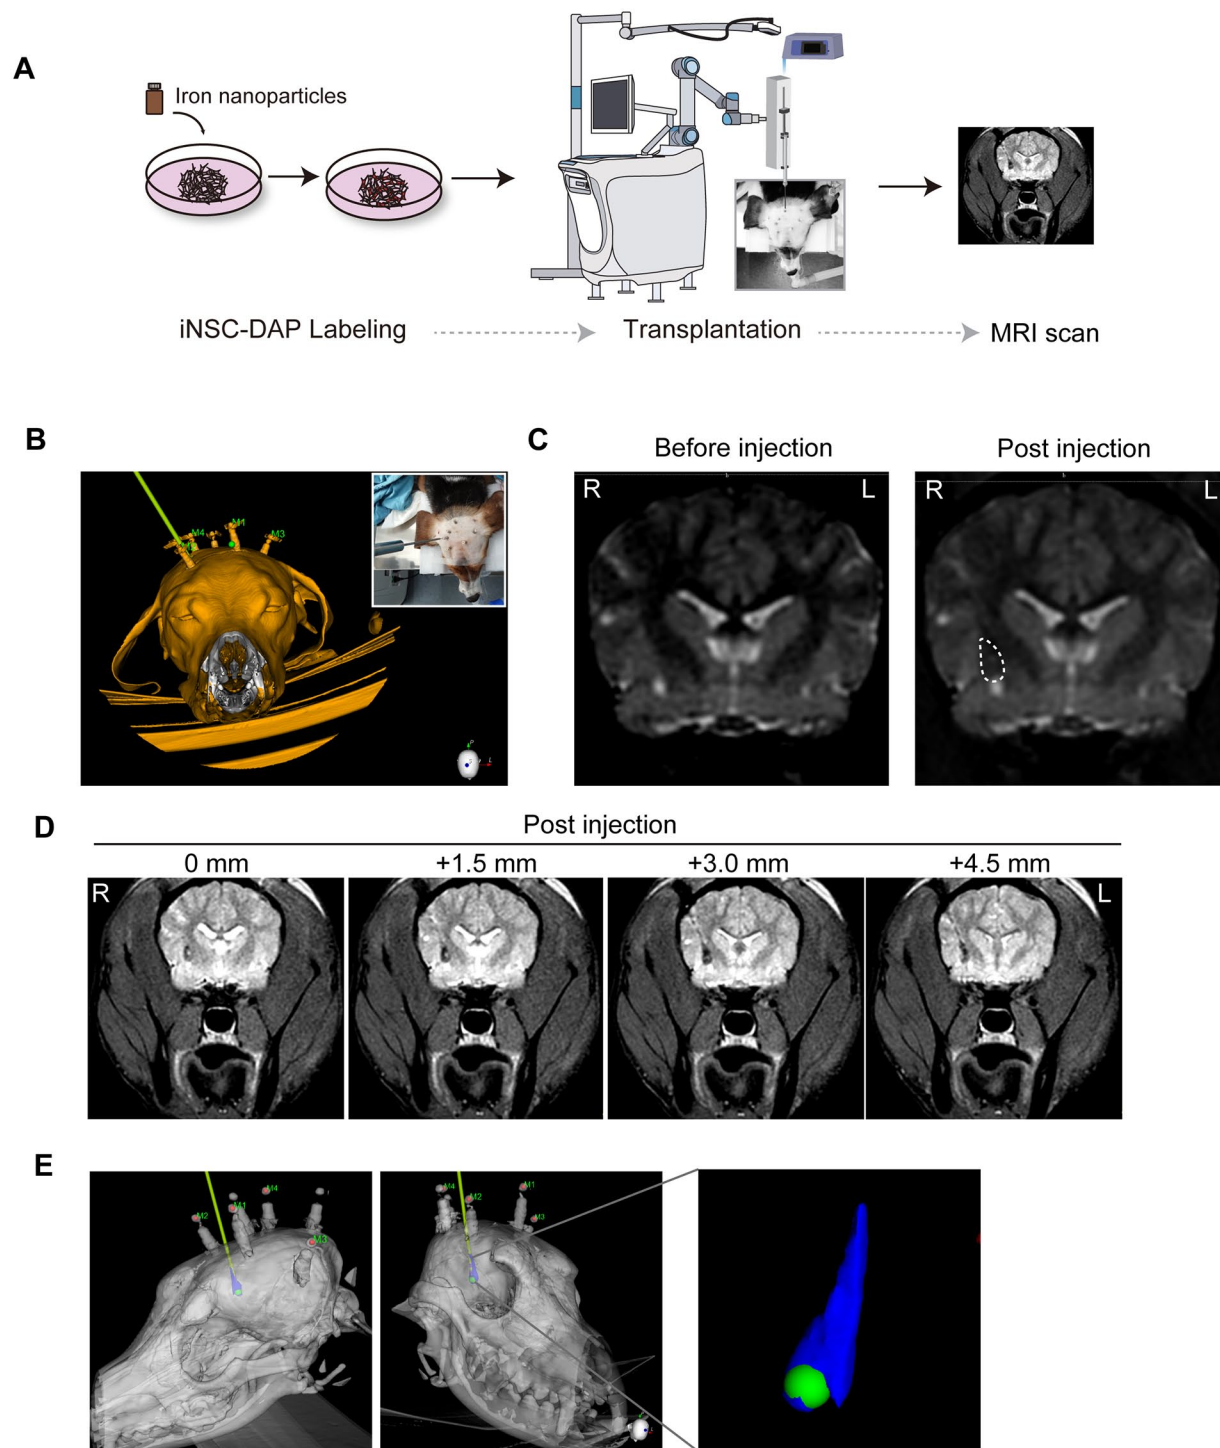 A
Iron nanoparticles
iNSC-DAP Labeling
Transplantation
MRI scan
B
M4
M1
M3
L
C
Before injection
Post injection
R
L
R
L
D
Post injection
0 mm
+1.5 mm
+3.0 mm
+4.5 mm
R
L
E
M2
M1
M4
M3
M4
M2
M1
M3